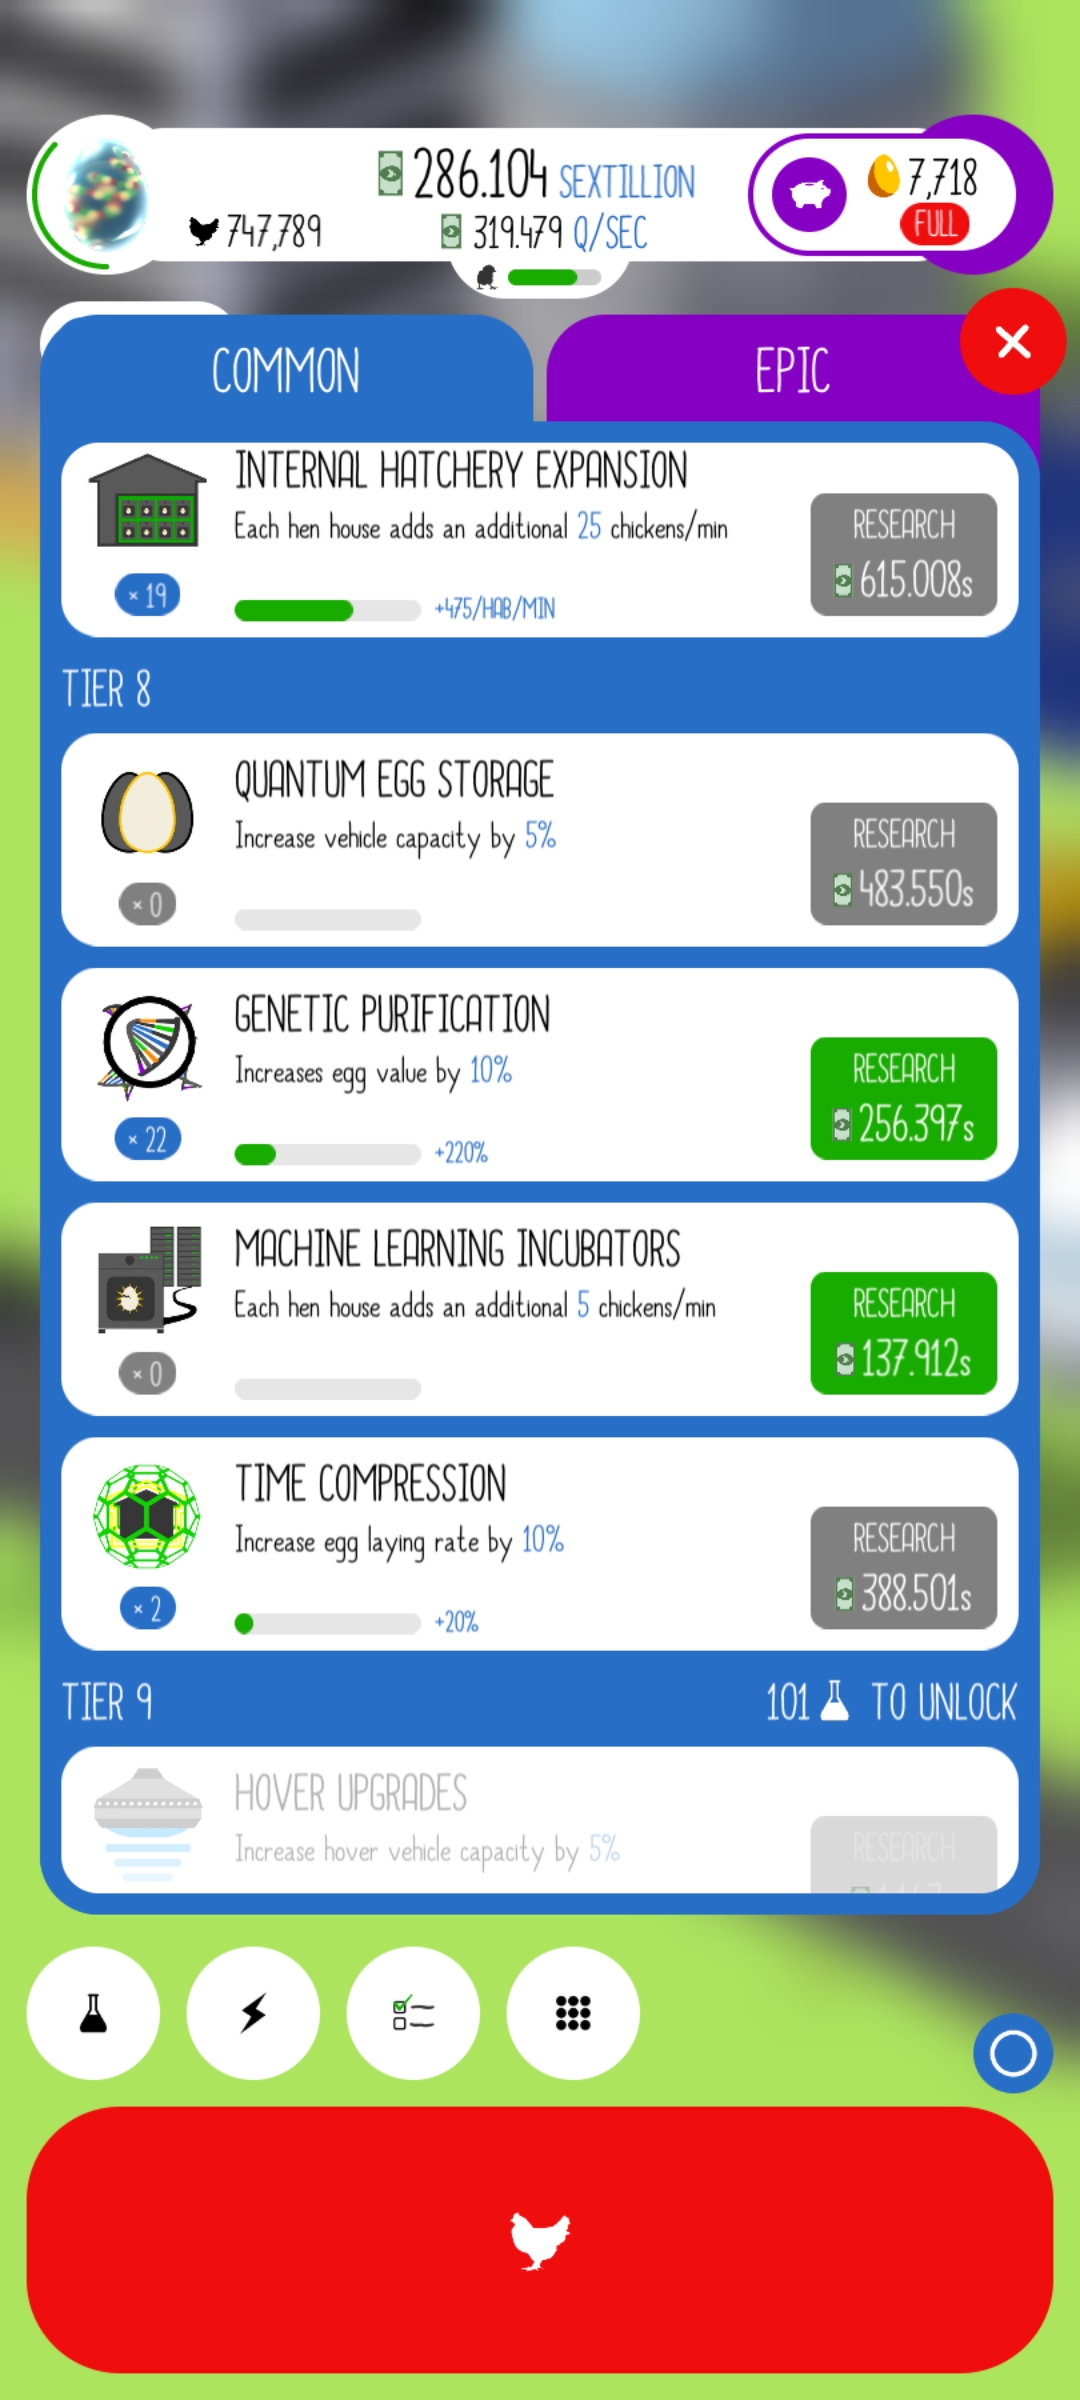 286.104 SEXTILLION
7,718
747,789
319.479 Q/SEC
FULL
COMMON
EPIC
INTERNAL HATCHERY EXPANSION
Each hen house adds an additional 25 chickens/min
RESEARCH
615.008s
× 19
+475/HAB/MIN
TIER 8
QUANTUM EGG STORAGE
Increase vehicle capacity by 5%
RESEARCH
483.550s
× 0
GENETIC PURIFICATION
Increases egg value by 10%
RESEARCH
256.397s
× 22
+220%
MACHINE LEARNING INCUBATORS
Each hen house adds an additional 5 chickens/min
RESEARCH
137.912s
× 0
TIME COMPRESSION
Increase egg laying rate by 10%
RESEARCH
388.501s
× 2
+20%
TIER 9
101 TO UNLOCK
HOVER UPGRADES
Increase hover vehicle capacity by 5%
RESEARCH